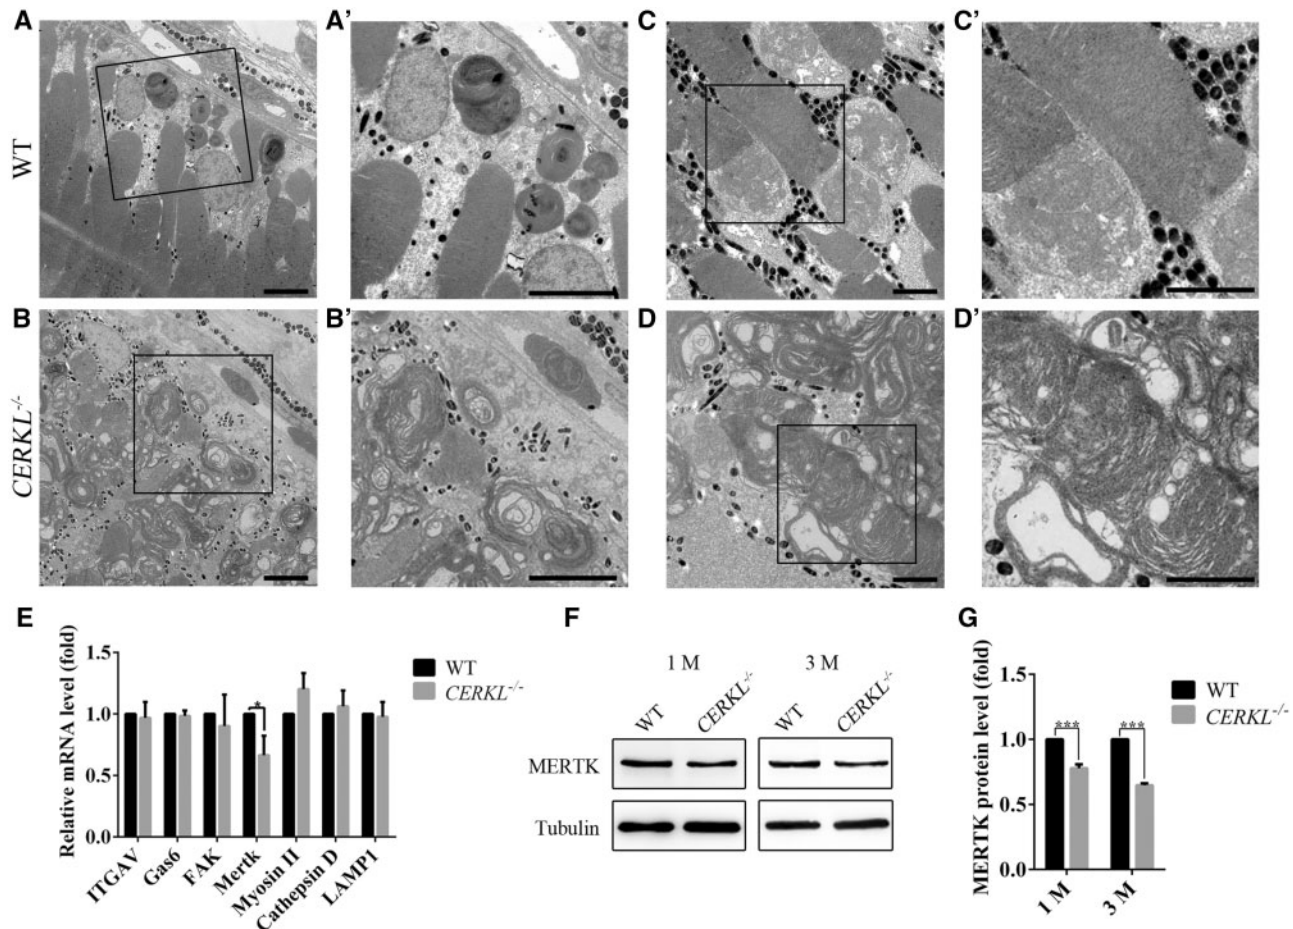 A
A'
C
C'
WT
B
B'
D
D'
CERKL-/-
E
Relative mRNA level (fold)
1.5
1.0
0.5
0.0
*
WT
CERKL-/-
ITGAV
Gas6
FAK
Mertk
Myosin II
Cathepsin D
LAMP1
F
1 M
3 M
WT
CERKL-/-
WT
CERKL-/-
MERTK
Tubulin
G
MERTK protein level (fold)
1.5
1.0
0.5
0.0
***
***
WT
CERKL-/-
1 M
3 M